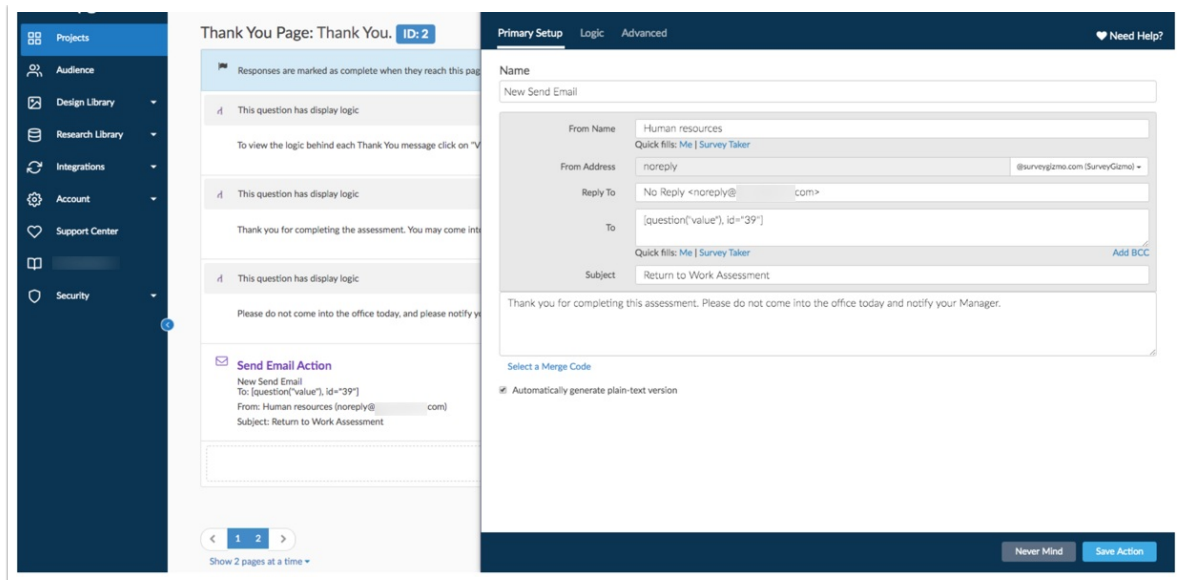 Projects
Audience
Design Library
Research Library
Integrations
Account
Support Center
Security
Thank You Page: Thank You. ID: 2
Responses are marked as complete when they reach this pag
This question has display logic
To view the logic behind each Thank You message click on "V
This question has display logic
Thank you for completing the assessment. You may come int
This question has display logic
Please do not come into the office today, and please notify y
Send Email Action
New Send Email
To: [question("value"), id="39"]
From: Human resources (noreply@ com)
Subject: Return to Work Assessment
< 1 2 >
Show 2 pages at a time
Primary Setup Logic Advanced Need Help?
Name
New Send Email
From Name Human resources
Quick fills: Me | Survey Taker
From Address noreply @surveygizmo.com (SurveyGizmo)
Reply To No Reply <noreply@ com>
To [question("value"), id="39"]
Quick fills: Me | Survey Taker Add BCC
Subject Return to Work Assessment
Thank you for completing this assessment. Please do not come into the office today and notify your Manager.
Select a Merge Code
Automatically generate plain-text version
Never Mind Save Action